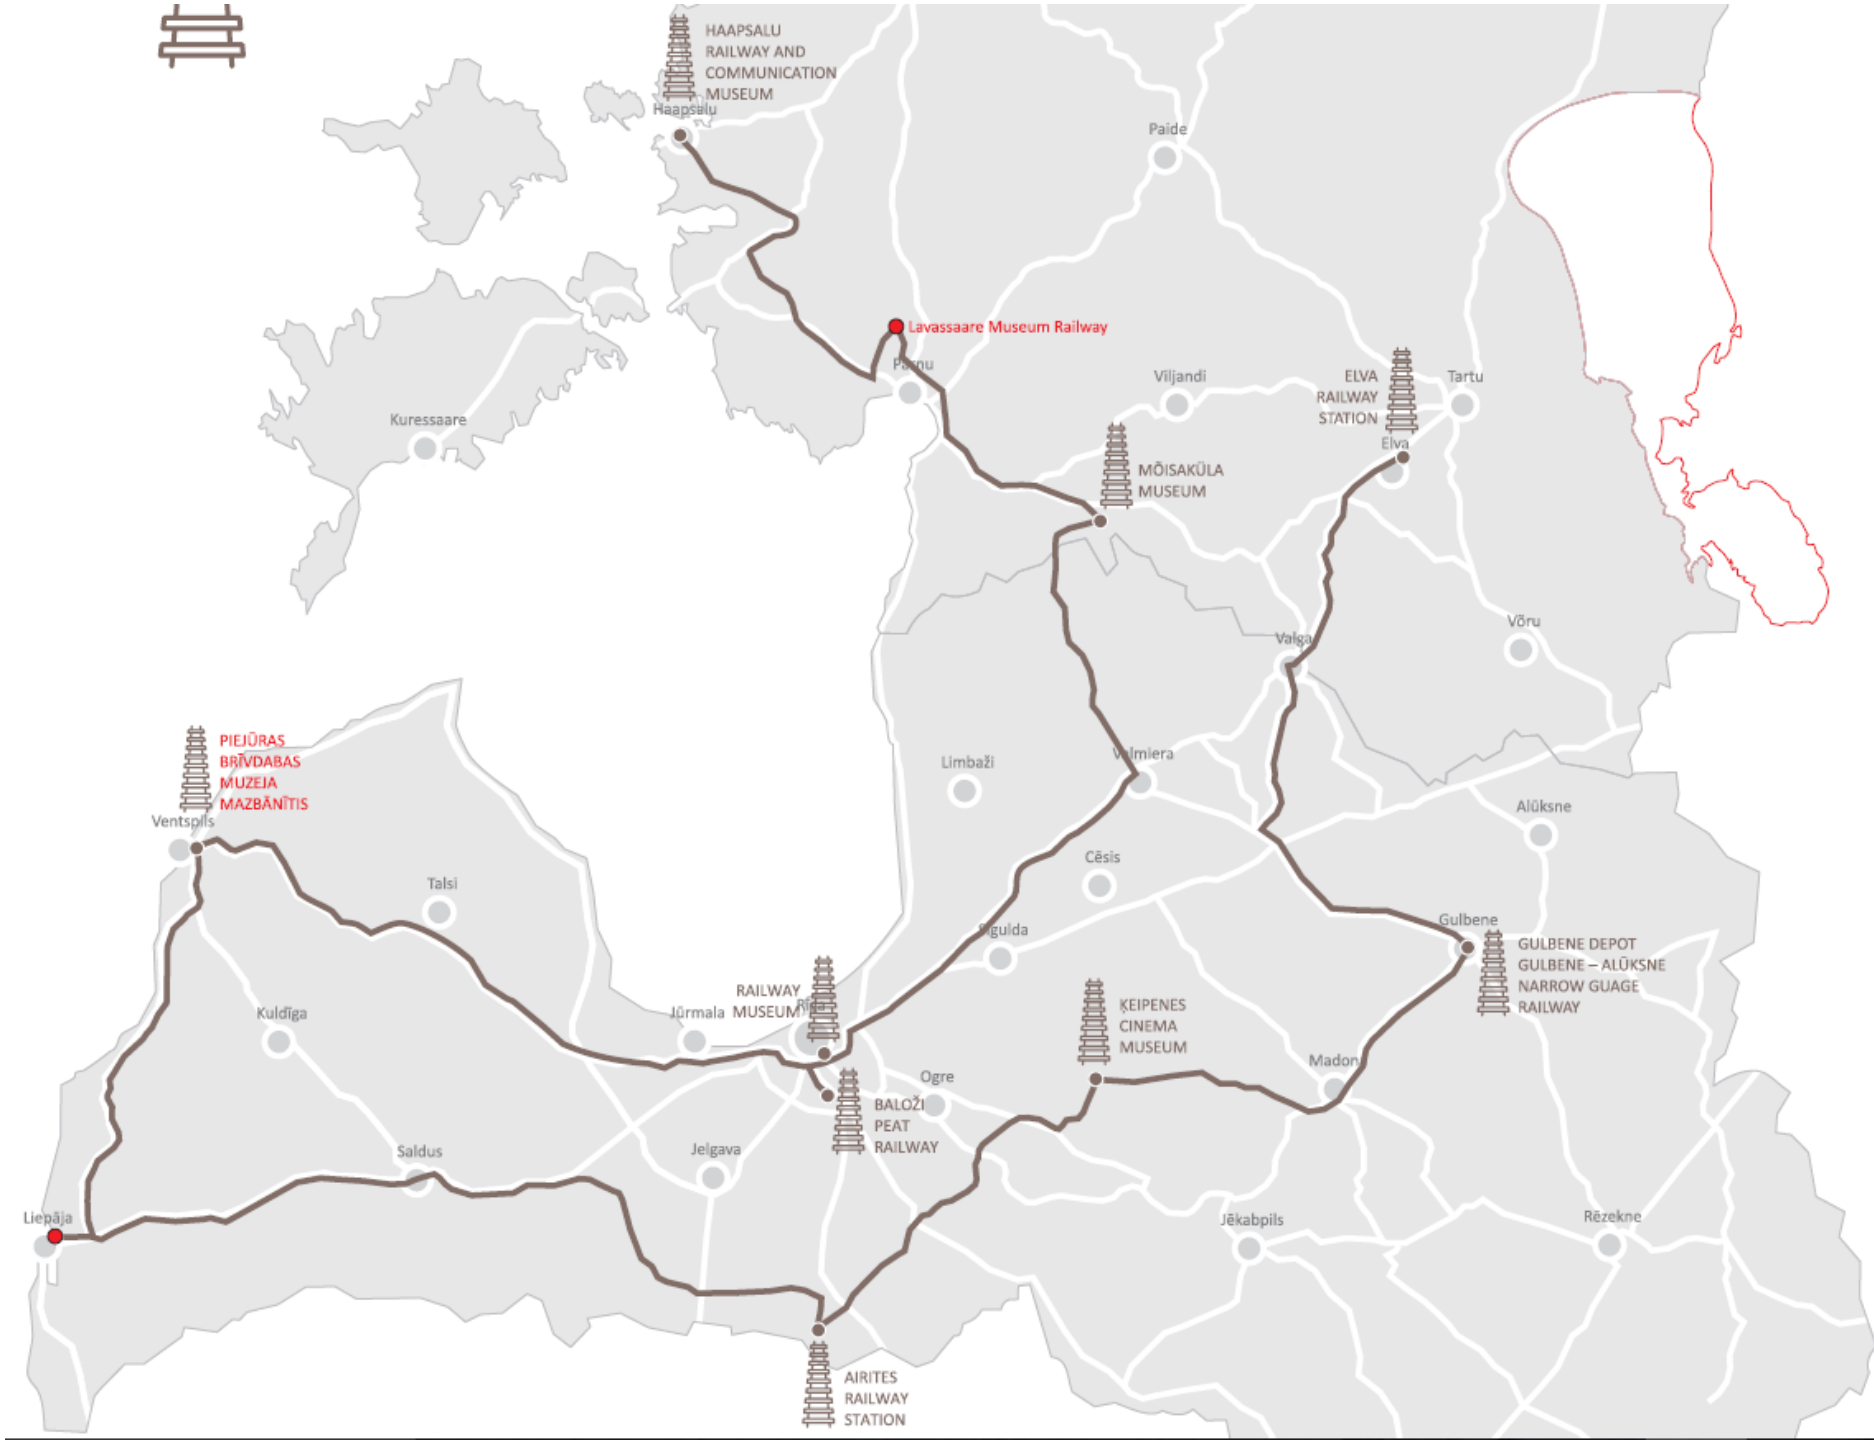 HAAPSALU
RAILWAY AND
COMMUNICATION
MUSEUM
Haapsalu
Paide
Lavassaare Museum Railway
Pärnu
Viljandi
ELVA
RAILWAY
STATION
Tartu
Elva
Kuressaare
MÕISAKÜLA
MUSEUM
Võru
Valga
PIEJŪRAS
BRĪVDABAS
MUZEJA
MAZBĀNĪTIS
Ventspils
Limbaži
Valmiera
Alūksne
Cēsis
Talsi
Sigulda
Gulbene
GULBENE DEPOT
GULBENE – ALŪKSNE
NARROW GUAGE
RAILWAY
RAILWAY
MUSEUM
Rīga
Jūrmala
Kuldīga
ĶEIPENES
CINEMA
MUSEUM
Madon
Ogre
BALOŽI
PEAT
RAILWAY
Jelgava
Saldus
Liepāja
Jēkabpils
Rēzekne
AIRITES
RAILWAY
STATION